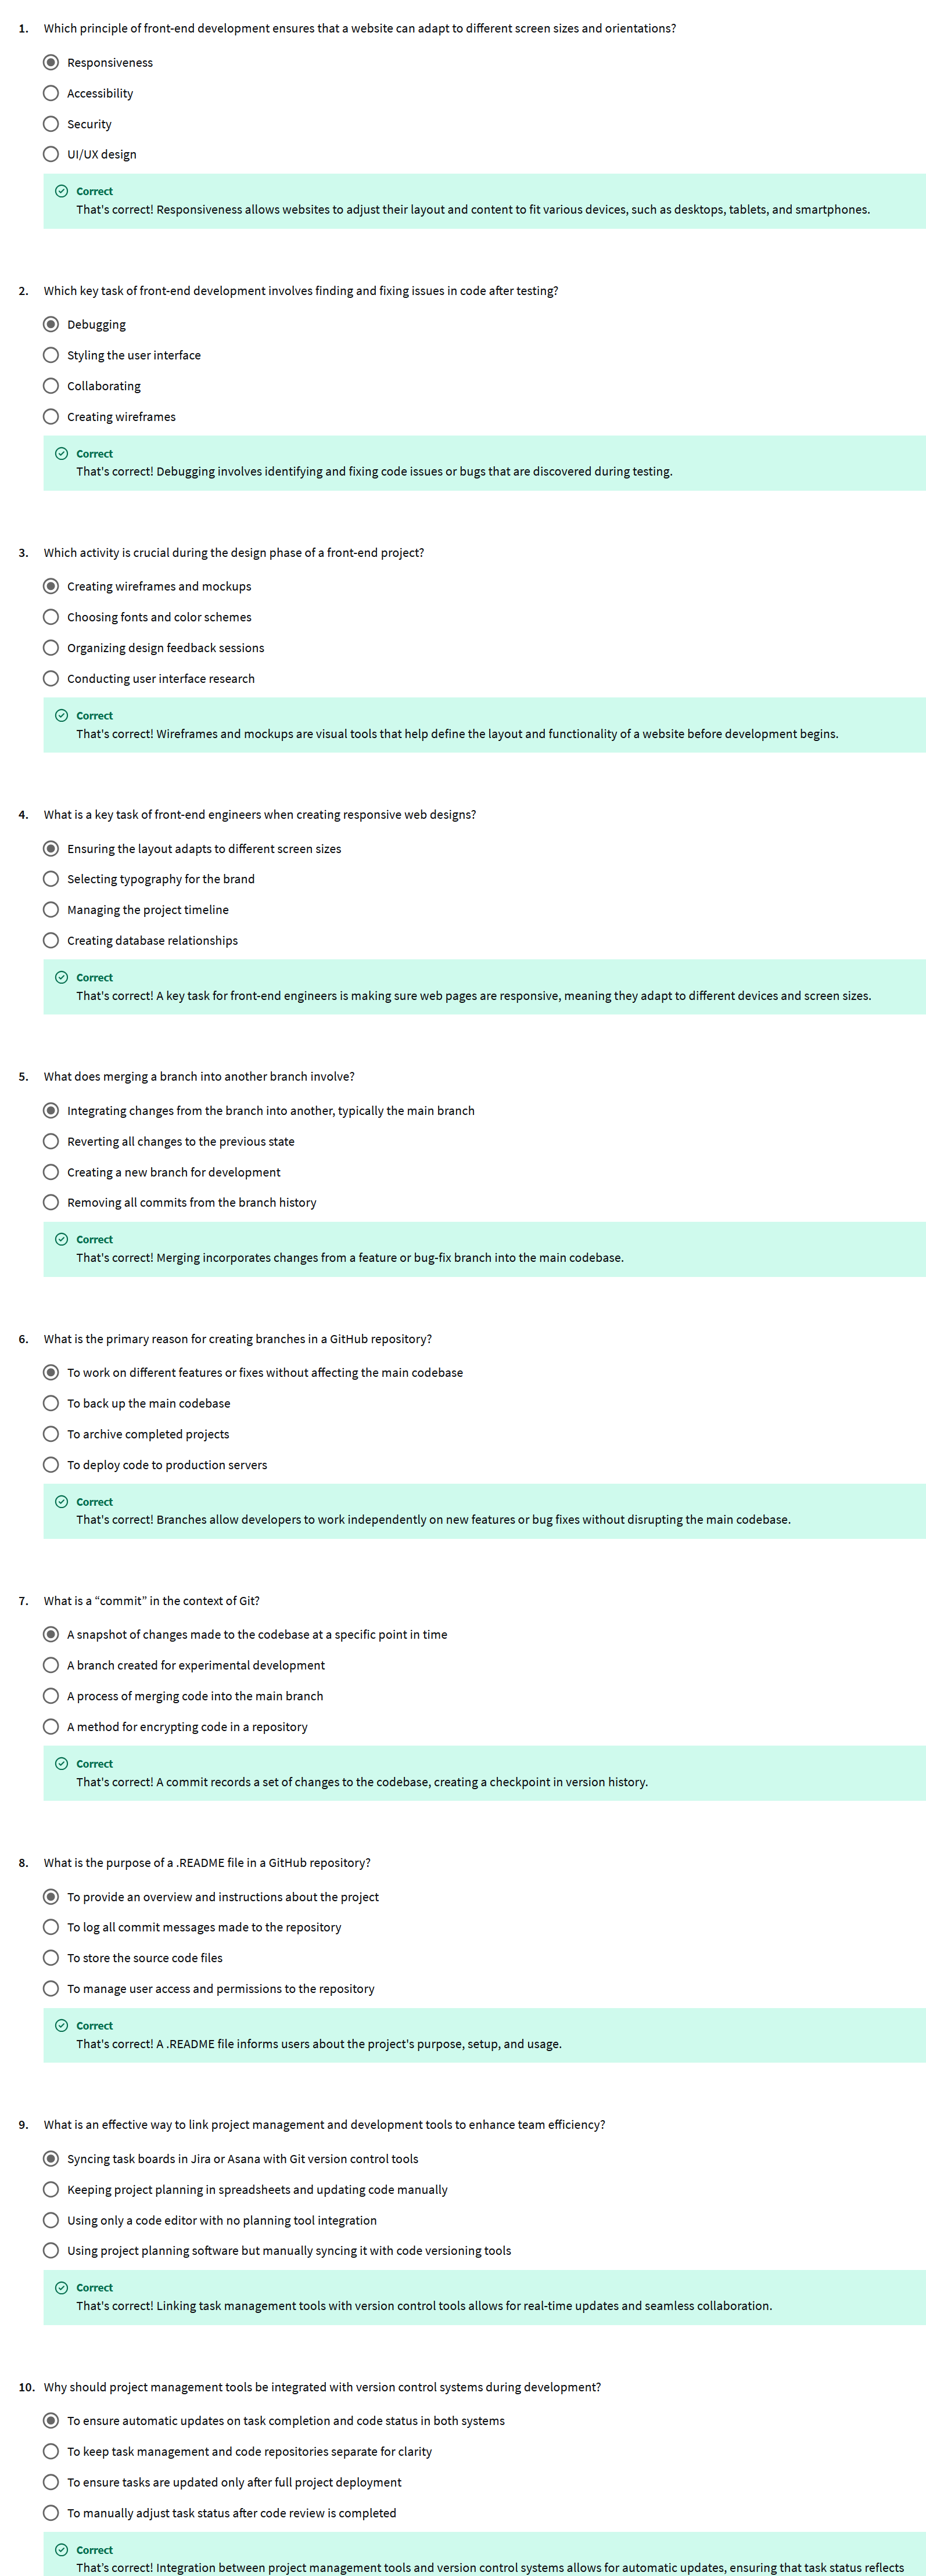 1. Which principle of front-end development ensures that a website can adapt to different screen sizes and orientations?
Responsiveness
Accessibility
Security
UI/UX design
Correct
That's correct! Responsiveness allows websites to adjust their layout and content to fit various devices, such as desktops, tablets, and smartphones.
2. Which key task of front-end development involves finding and fixing issues in code after testing?
Debugging
Styling the user interface
Collaborating
Creating wireframes
Correct
That's correct! Debugging involves identifying and fixing code issues or bugs that are discovered during testing.
3. Which activity is crucial during the design phase of a front-end project?
Creating wireframes and mockups
Choosing fonts and color schemes
Organizing design feedback sessions
Conducting user interface research
Correct
That's correct! Wireframes and mockups are visual tools that help define the layout and functionality of a website before development begins.
4. What is a key task of front-end engineers when creating responsive web designs?
Ensuring the layout adapts to different screen sizes
Selecting typography for the brand
Managing the project timeline
Creating database relationships
Correct
That's correct! A key task for front-end engineers is making sure web pages are responsive, meaning they adapt to different devices and screen sizes.
5. What does merging a branch into another branch involve?
Integrating changes from the branch into another, typically the main branch
Reverting all changes to the previous state
Creating a new branch for development
Removing all commits from the branch history
Correct
That's correct! Merging incorporates changes from a feature or bug-fix branch into the main codebase.
6. What is the primary reason for creating branches in a GitHub repository?
To work on different features or fixes without affecting the main codebase
To back up the main codebase
To archive completed projects
To deploy code to production servers
Correct
That's correct! Branches allow developers to work independently on new features or bug fixes without disrupting the main codebase.
7. What is a “commit” in the context of Git?
A snapshot of changes made to the codebase at a specific point in time
A branch created for experimental development
A process of merging code into the main branch
A method for encrypting code in a repository
Correct
That's correct! A commit records a set of changes to the codebase, creating a checkpoint in version history.
8. What is the purpose of a .README file in a GitHub repository?
To provide an overview and instructions about the project
To log all commit messages made to the repository
To store the source code files
To manage user access and permissions to the repository
Correct
That's correct! A .README file informs users about the project's purpose, setup, and usage.
9. What is an effective way to link project management and development tools to enhance team efficiency?
Syncing task boards in Jira or Asana with Git version control tools
Keeping project planning in spreadsheets and updating code manually
Using only a code editor with no planning tool integration
Using project planning software but manually syncing it with code versioning tools
Correct
That's correct! Linking task management tools with version control tools allows for real-time updates and seamless collaboration.
10. Why should project management tools be integrated with version control systems during development?
To ensure automatic updates on task completion and code status in both systems
To keep task management and code repositories separate for clarity
To ensure tasks are updated only after full project deployment
To manually adjust task status after code review is completed
Correct
That's correct! Integration between project management tools and version control systems allows for automatic updates, ensuring that task status reflects